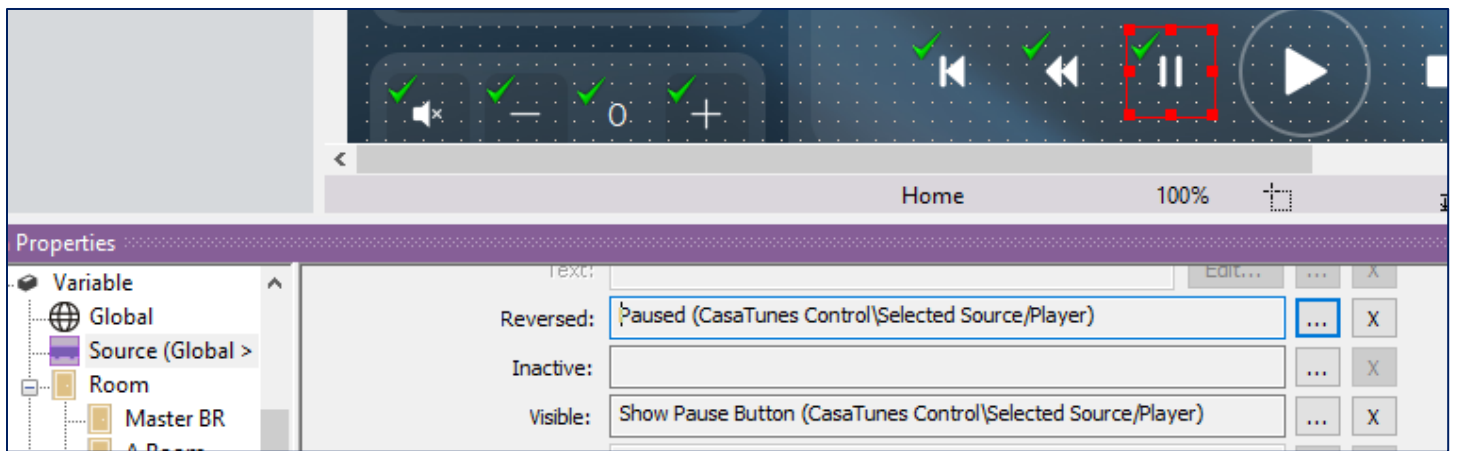 0
Home 100%
Properties
Text: Edit... ... X
Variable
Global
Reversed: Paused (CasaTunes Control\Selected Source/Player) ... X
Source (Global >
Inactive: ... X
Room
Master BR
Visible: Show Pause Button (CasaTunes Control\Selected Source/Player) ... X
A Room